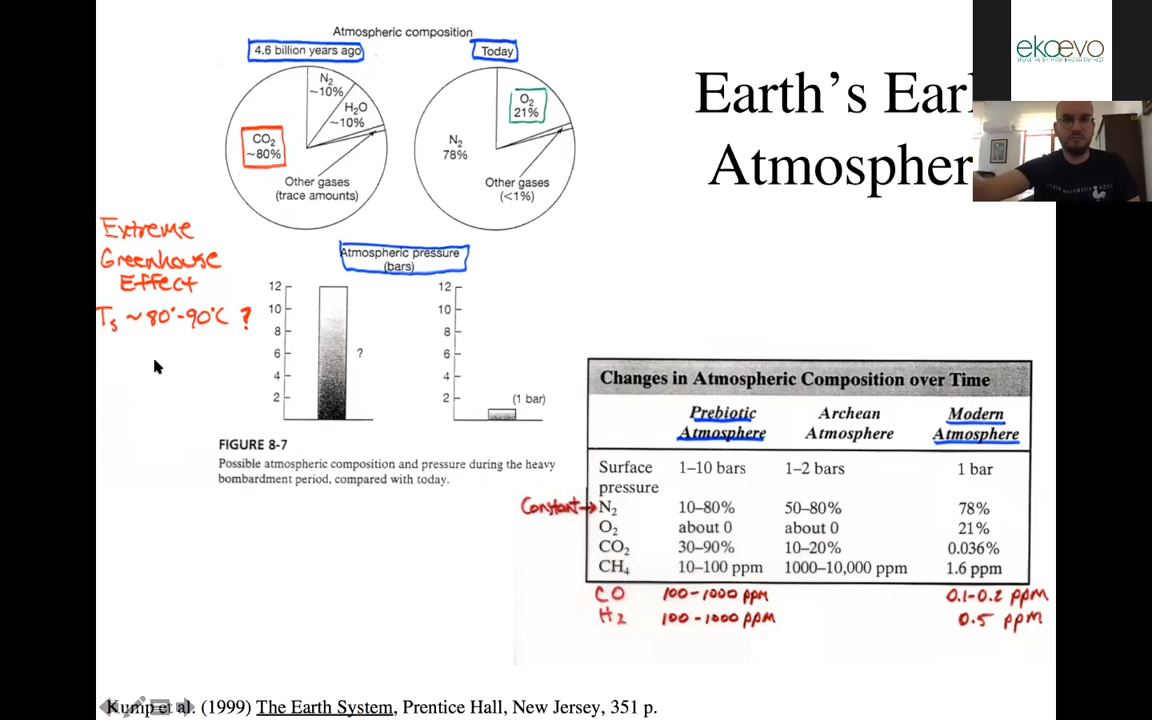 Atmospheric composition
4.6 billion years ago
Today
N₂
~10%
H₂O
~10%
CO₂
~80%
Other gases
(trace amounts)
O₂
21%
N₂
78%
Other gases
(<1%)
Earth's Earl
Atmospher
ekoevo
Extreme
Greenhouse
Effect
Tₛ ~80°-90°C ?
Atmospheric pressure
(bars)
12
10
8
6
4
2
?
12
10
8
6
4
2
(1 bar)
FIGURE 8-7
Possible atmospheric composition and pressure during the heavy
bombardment period, compared with today.
Changes in Atmospheric Composition over Time
Prebiotic Atmosphere Archean Atmosphere Modern Atmosphere
Surface pressure 1–10 bars 1–2 bars 1 bar
Constant → N₂ 10–80% 50–80% 78%
O₂ about 0 about 0 21%
CO₂ 30–90% 10–20% 0.036%
CH₄ 10–100 ppm 1000–10,000 ppm 1.6 ppm
CO 100-1000 ppm 0.1-0.2 ppm
H₂ 100-1000 ppm 0.5 ppm
Kump et al. (1999) The Earth System, Prentice Hall, New Jersey, 351 p.